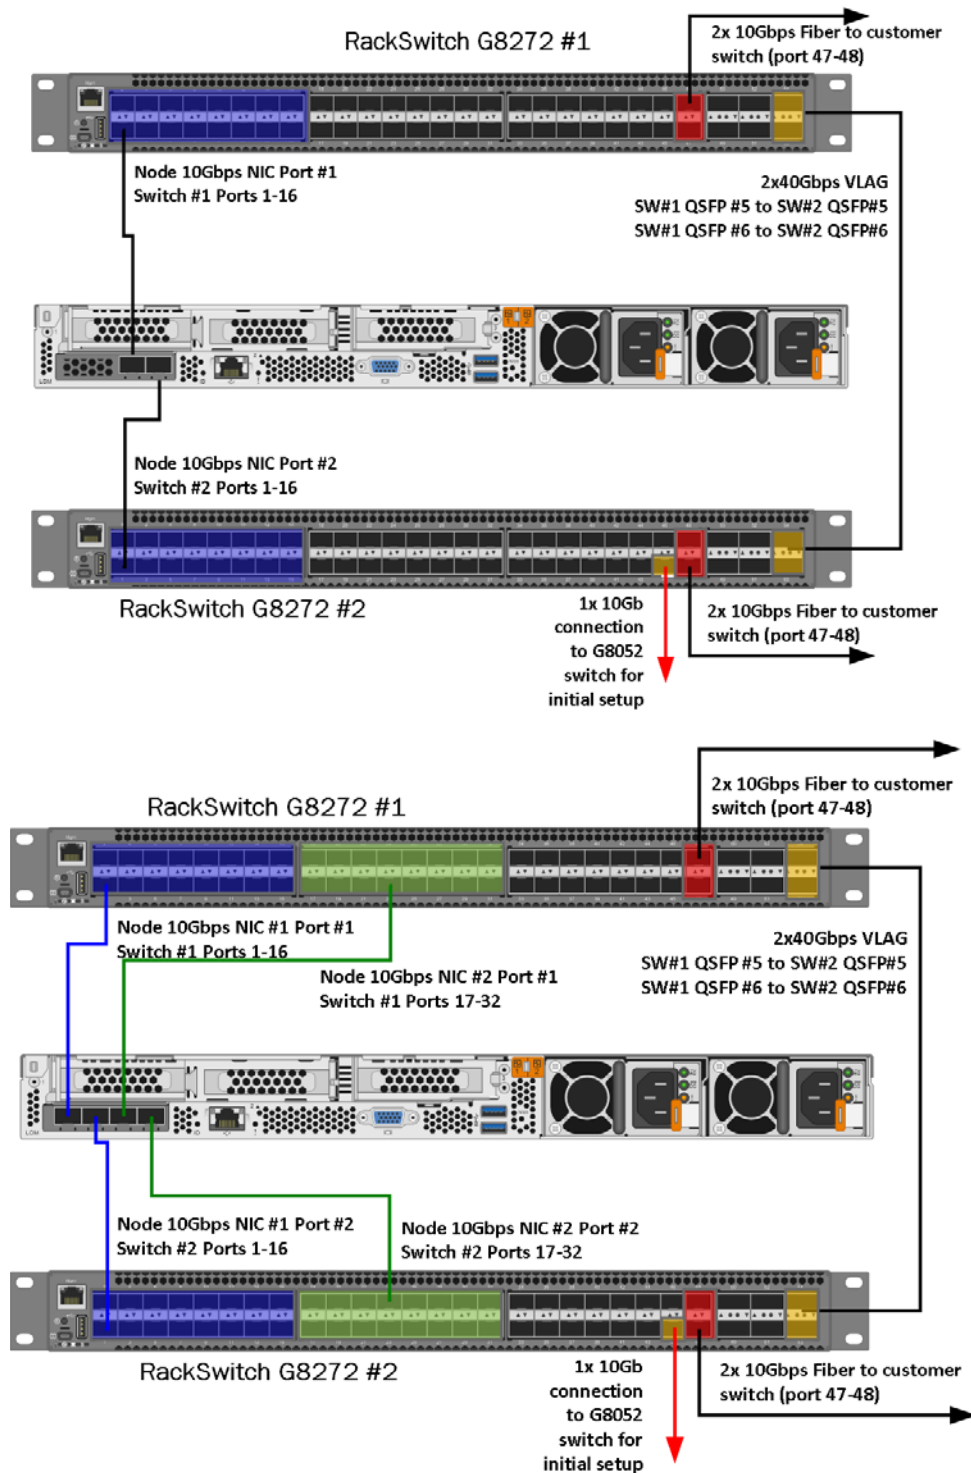 RackSwitch G8272 #1
2x 10Gbps Fiber to customer
switch (port 47-48)
Node 10Gbps NIC Port #1
Switch #1 Ports 1-16
2x40Gbps VLAG
SW#1 QSFP #5 to SW#2 QSFP#5
SW#1 QSFP #6 to SW#2 QSFP#6
Node 10Gbps NIC Port #2
Switch #2 Ports 1-16
RackSwitch G8272 #2
1x 10Gb
connection
to G8052
switch for
initial setup
2x 10Gbps Fiber to customer
switch (port 47-48)
2x 10Gbps Fiber to customer
switch (port 47-48)
RackSwitch G8272 #1
Node 10Gbps NIC #1 Port #1
Switch #1 Ports 1-16
Node 10Gbps NIC #2 Port #1
Switch #1 Ports 17-32
2x40Gbps VLAG
SW#1 QSFP #5 to SW#2 QSFP#5
SW#1 QSFP #6 to SW#2 QSFP#6
Node 10Gbps NIC #1 Port #2
Switch #2 Ports 1-16
Node 10Gbps NIC #2 Port #2
Switch #2 Ports 17-32
RackSwitch G8272 #2
1x 10Gb
connection
to G8052
switch for
initial setup
2x 10Gbps Fiber to customer
switch (port 47-48)